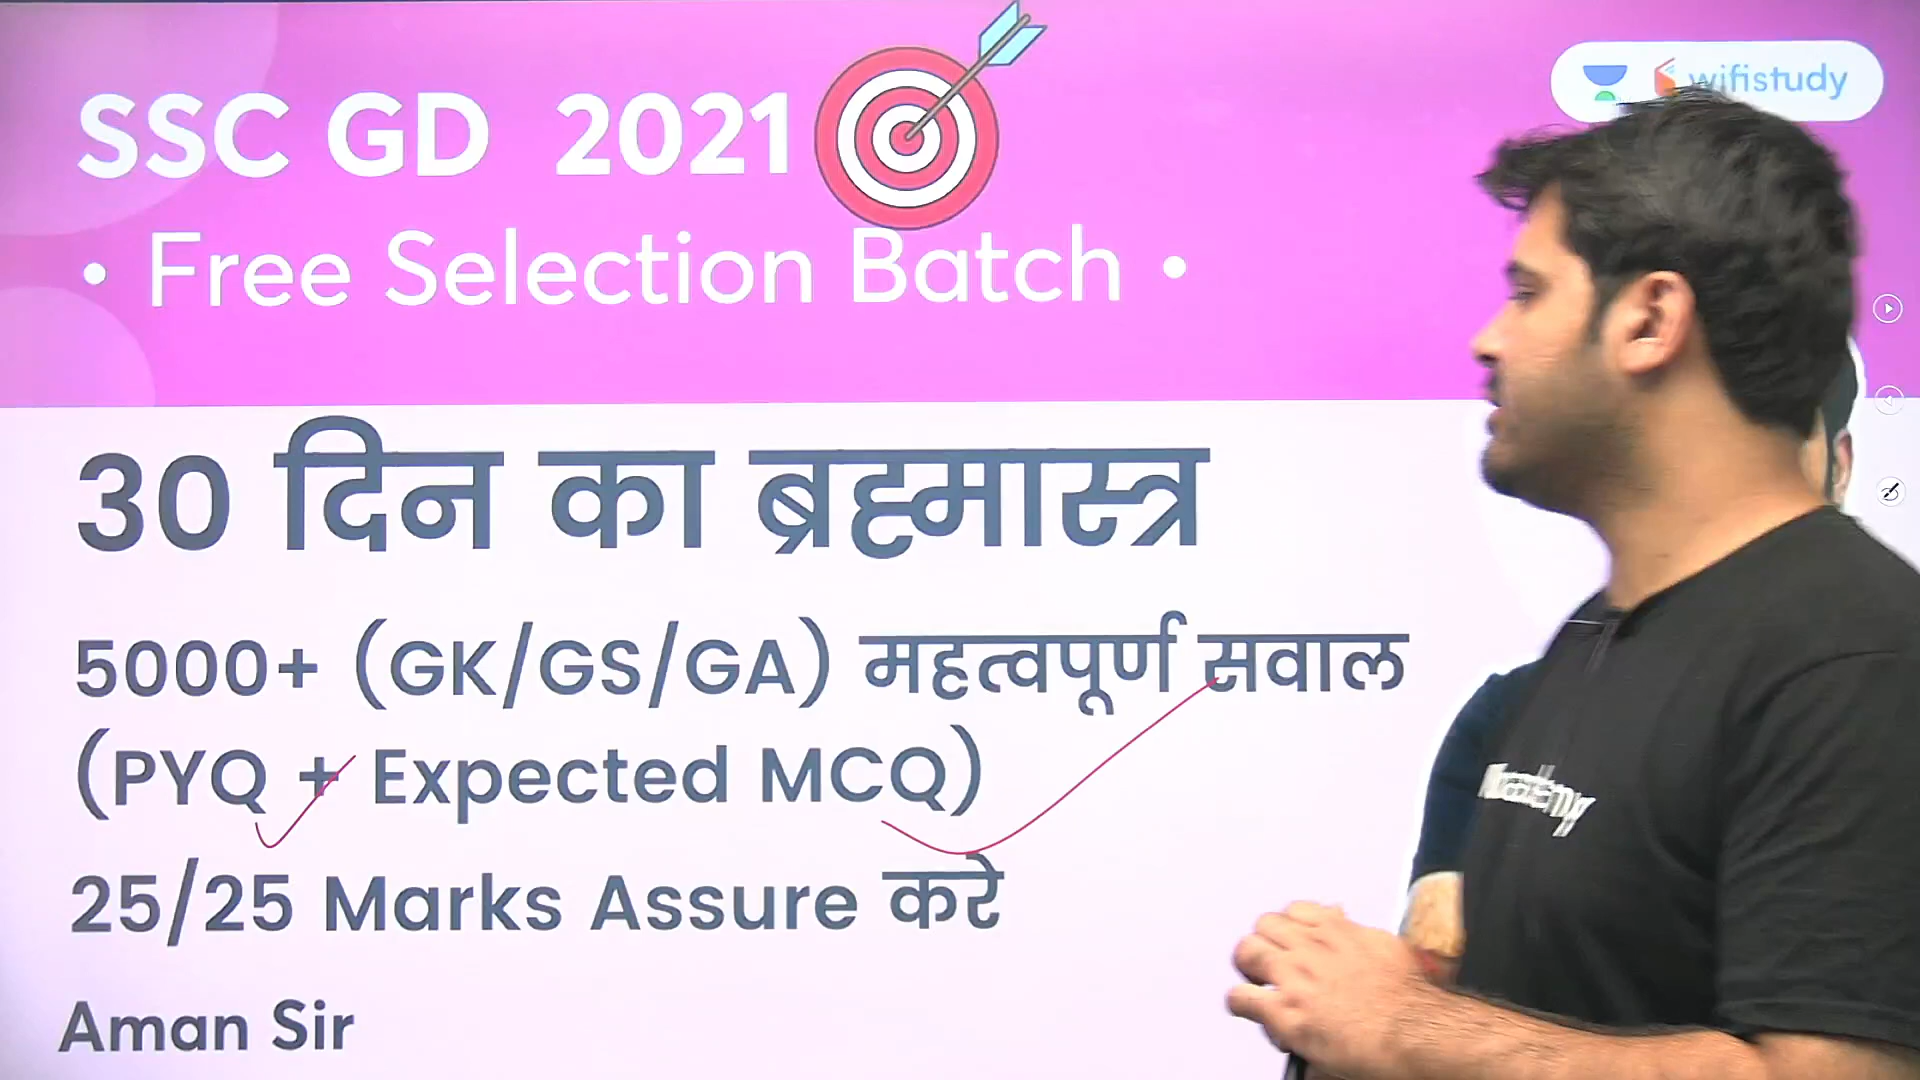 wifistudy
SSC GD 2021
• Free Selection Batch •
30 दिन का ब्रह्मास्त्र
5000+ (GK/GS/GA) महत्वपूर्ण सवाल
(PYQ + Expected MCQ)
25/25 Marks Assure करे
Aman Sir